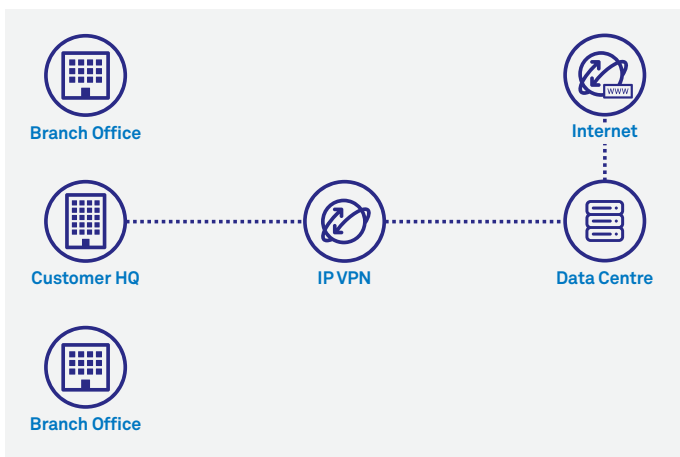 Branch Office
WWW
Internet
Customer HQ
IP VPN
Data Centre
Branch Office